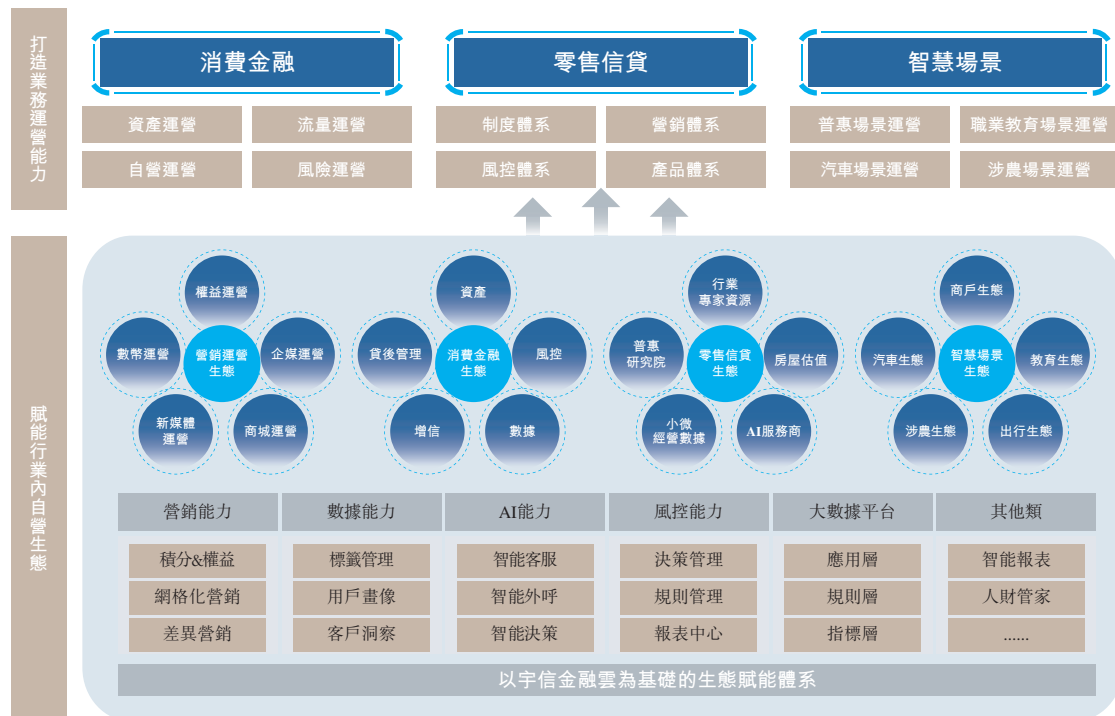 打造業務運營能力
消費金融
零售信貸
智慧場景
資產運營
流量運營
制度體系
營銷體系
普惠場景運營
職業教育場景運營
自營運營
風險運營
風控體系
產品體系
汽車場景運營
涉農場景運營
賦能行業內自營生態
權益運營
數幣運營
營銷運營
生態
企媒運營
新媒體
運營
商城運營
資產
貸後管理
消費金融
生態
風控
增信
數據
行業
專家資源
普惠
研究院
零售信貸
生態
房屋估值
小微
經營數據
AI服務商
商戶生態
汽車生態
智慧場景
生態
教育生態
涉農生態
出行生態
營銷能力
數據能力
AI能力
風控能力
大數據平台
其他類
積分&權益
標籤管理
智能客服
決策管理
應用層
智能報表
網格化營銷
用戶畫像
智能外呼
規則管理
規則層
人財管家
差異營銷
客戶洞察
智能決策
報表中心
指標層
......
以宇信金融雲為基礎的生態賦能體系